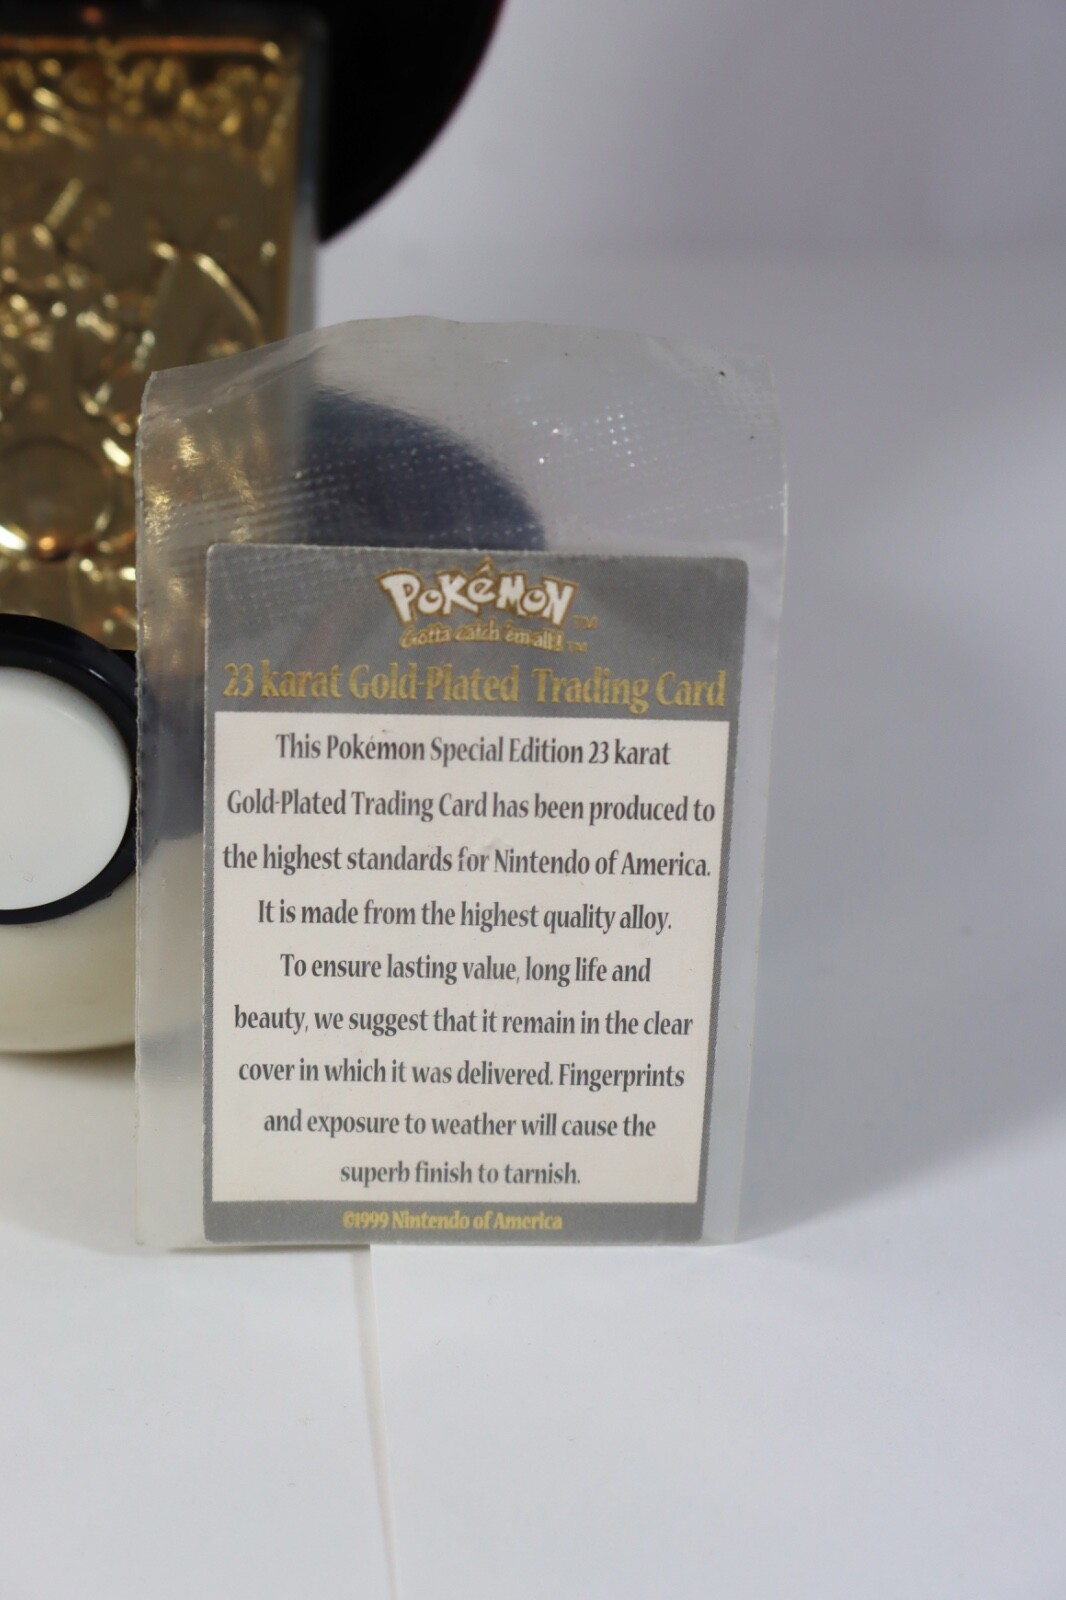 POKéMON™
Gotta catch 'em all!™
23 karat Gold-Plated Trading Card
This Pokémon Special Edition 23 karat
Gold-Plated Trading Card has been produced to
the highest standards for Nintendo of America.
It is made from the highest quality alloy.
To ensure lasting value, long life and
beauty, we suggest that it remain in the clear
cover in which it was delivered. Fingerprints
and exposure to weather will cause the
superb finish to tarnish.
©1999 Nintendo of America